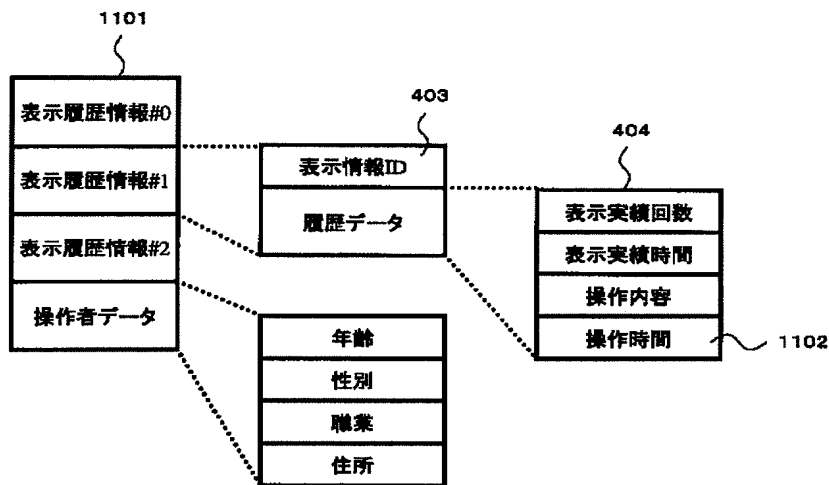 1101
表示履歴情報#0
表示履歴情報#1
表示履歴情報#2
操作者データ
403
表示情報ID
履歴データ
404
表示実績回数
表示実績時間
操作内容
操作時間
1102
年齢
性別
職業
住所